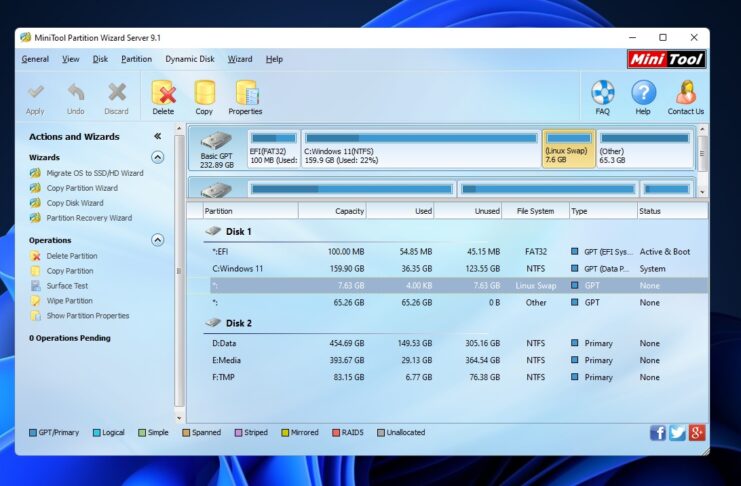 MiniTool Partition Wizard Server 9.1
General View Disk Partition Dynamic Disk Wizard Help
Mini Tool
Apply Undo Discard Delete Copy Properties FAQ Help Contact Us
Actions and Wizards
Wizards
Migrate OS to SSD/HD Wizard
Copy Partition Wizard
Copy Disk Wizard
Partition Recovery Wizard
Operations
Delete Partition
Copy Partition
Surface Test
Wipe Partition
Show Partition Properties
0 Operations Pending
Basic GPT
232.89 GB
EFI(FAT32)
100 MB (Used:
C:Windows 11(NTFS)
159.9 GB (Used: 22%)
(Linux Swap)
7.6 GB
(Other)
65.3 GB
Partition Capacity Used Unused File System Type Status
Disk 1
*:EFI 100.00 MB 54.85 MB 45.15 MB FAT32 GPT (EFI Sys... Active & Boot
C:Windows 11 159.90 GB 36.35 GB 123.55 GB NTFS GPT (Data P... System
*: 7.63 GB 4.00 KB 7.63 GB Linux Swap GPT None
*: 65.26 GB 65.26 GB 0 B Other GPT None
Disk 2
D:Data 454.69 GB 149.53 GB 305.16 GB NTFS Primary None
E:Media 393.67 GB 29.13 GB 364.54 GB NTFS Primary None
F:TMP 83.15 GB 6.77 GB 76.38 GB NTFS Primary None
GPT/Primary Logical Simple Spanned Striped Mirrored RAID5 Unallocated
f
g+